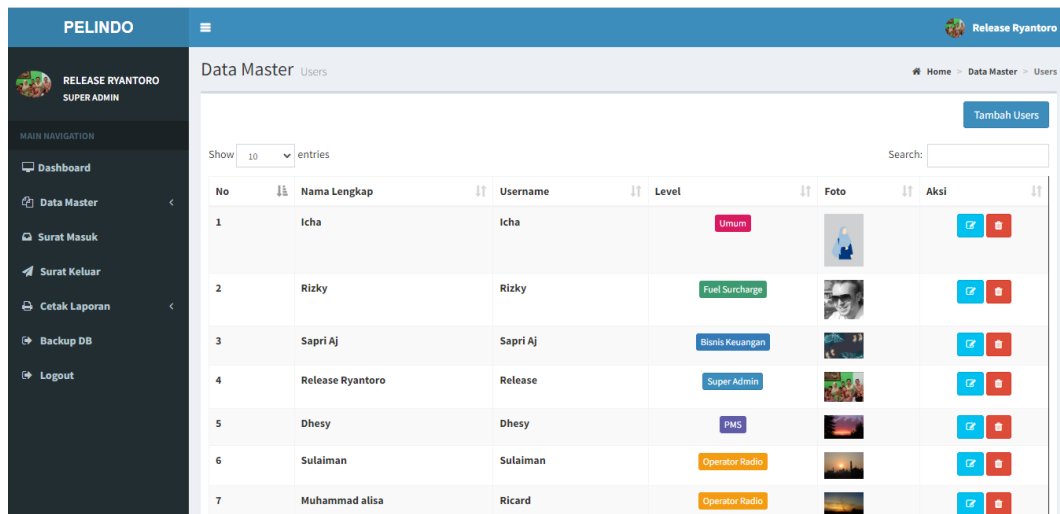 PELINDO
Release Ryantoro
RELEASE RYANTORO
SUPER ADMIN
MAIN NAVIGATION
Dashboard
Data Master <
Surat Masuk
Surat Keluar
Cetak Laporan <
Backup DB
Logout
Data Master Users
Home > Data Master > Users
Tambah Users
Show 10 entries
Search:
No Nama Lengkap Username Level Foto Aksi
1 Icha Icha Umum
2 Rizky Rizky Fuel Surcharge
3 Sapri Aj Sapri Aj Bisnis Keuangan
4 Release Ryantoro Release Super Admin
5 Dhesy Dhesy PMS
6 Sulaiman Sulaiman Operator Radio
7 Muhammad alisa Ricard Operator Radio